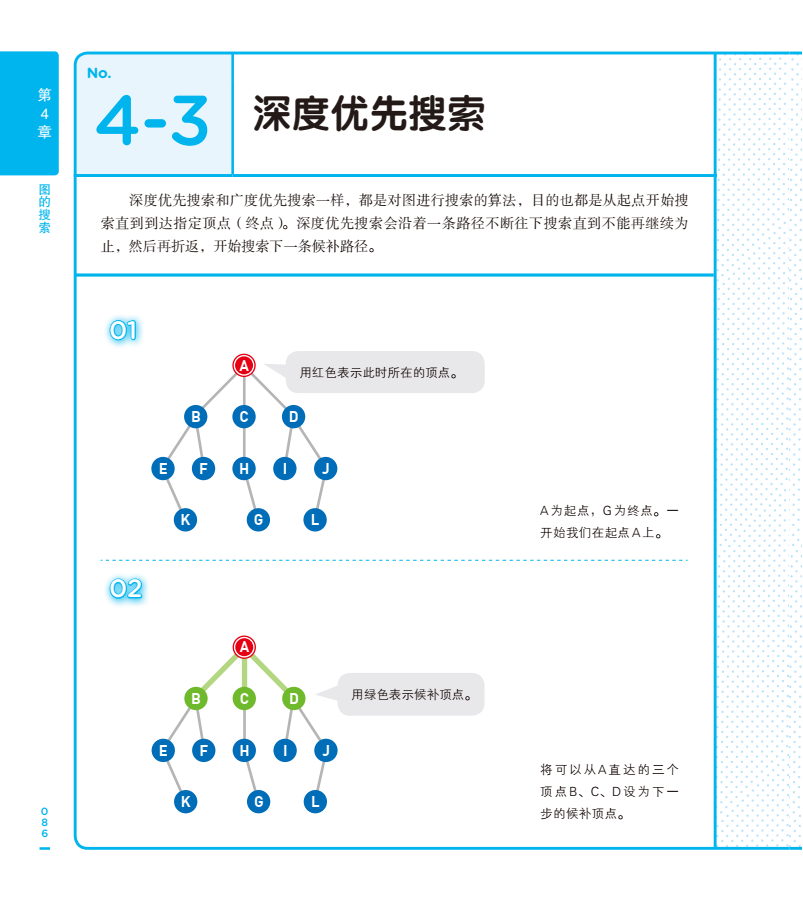 第4章
图的搜索
No.
4-3
深度优先搜索
深度优先搜索和广度优先搜索一样，都是对图进行搜索的算法，目的也都是从起点开始搜
索直到到达指定顶点（终点）。深度优先搜索会沿着一条路径不断往下搜索直到不能再继续为
止，然后再折返，开始搜索下一条候补路径。
01
A
用红色表示此时所在的顶点。
B C D
E F H I J
K G L
A为起点，G为终点。一
开始我们在起点A上。
02
A
B C D
用绿色表示候补顶点。
E F H I J
K G L
将可以从A直达的三个
顶点B、C、D设为下一
步的候补顶点。
086